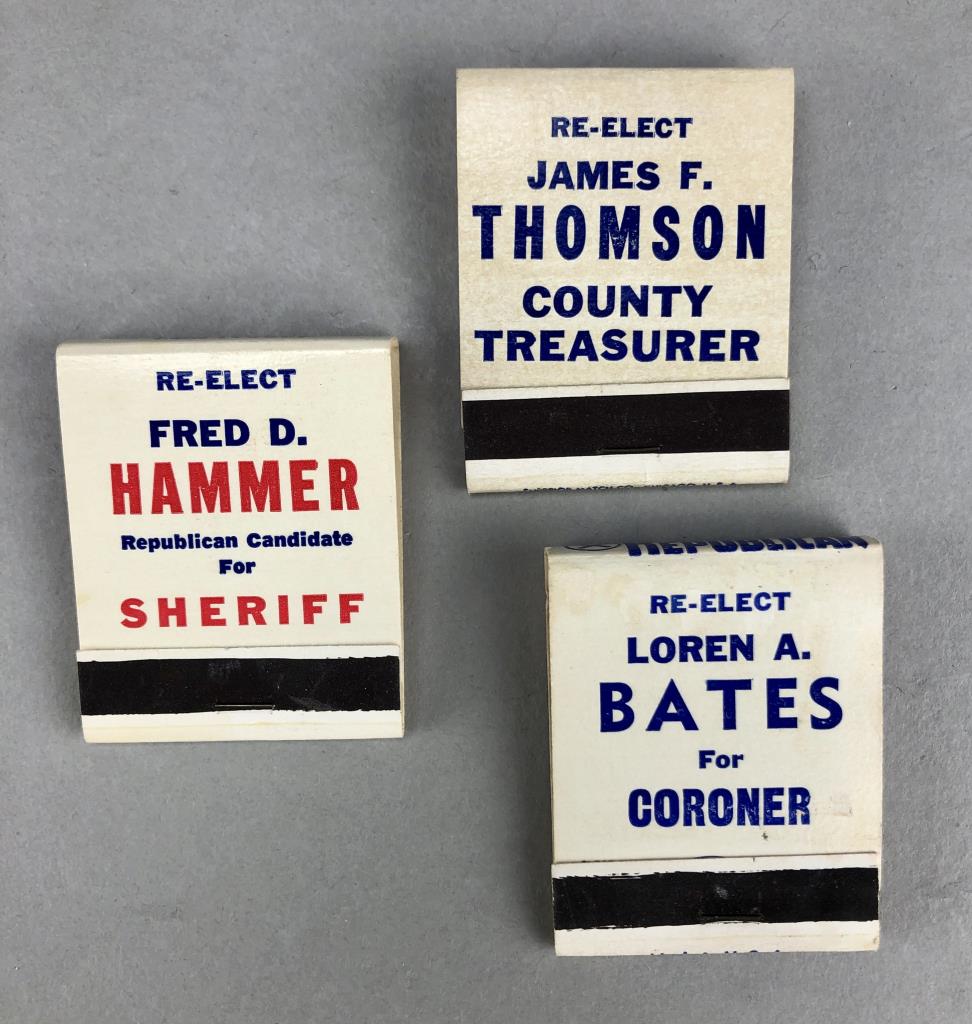 RE-ELECT
JAMES F.
THOMSON
COUNTY
TREASURER
RE-ELECT
FRED D.
HAMMER
Republican Candidate
For
SHERIFF
REPUBLICAN
RE-ELECT
LOREN A.
BATES
For
CORONER